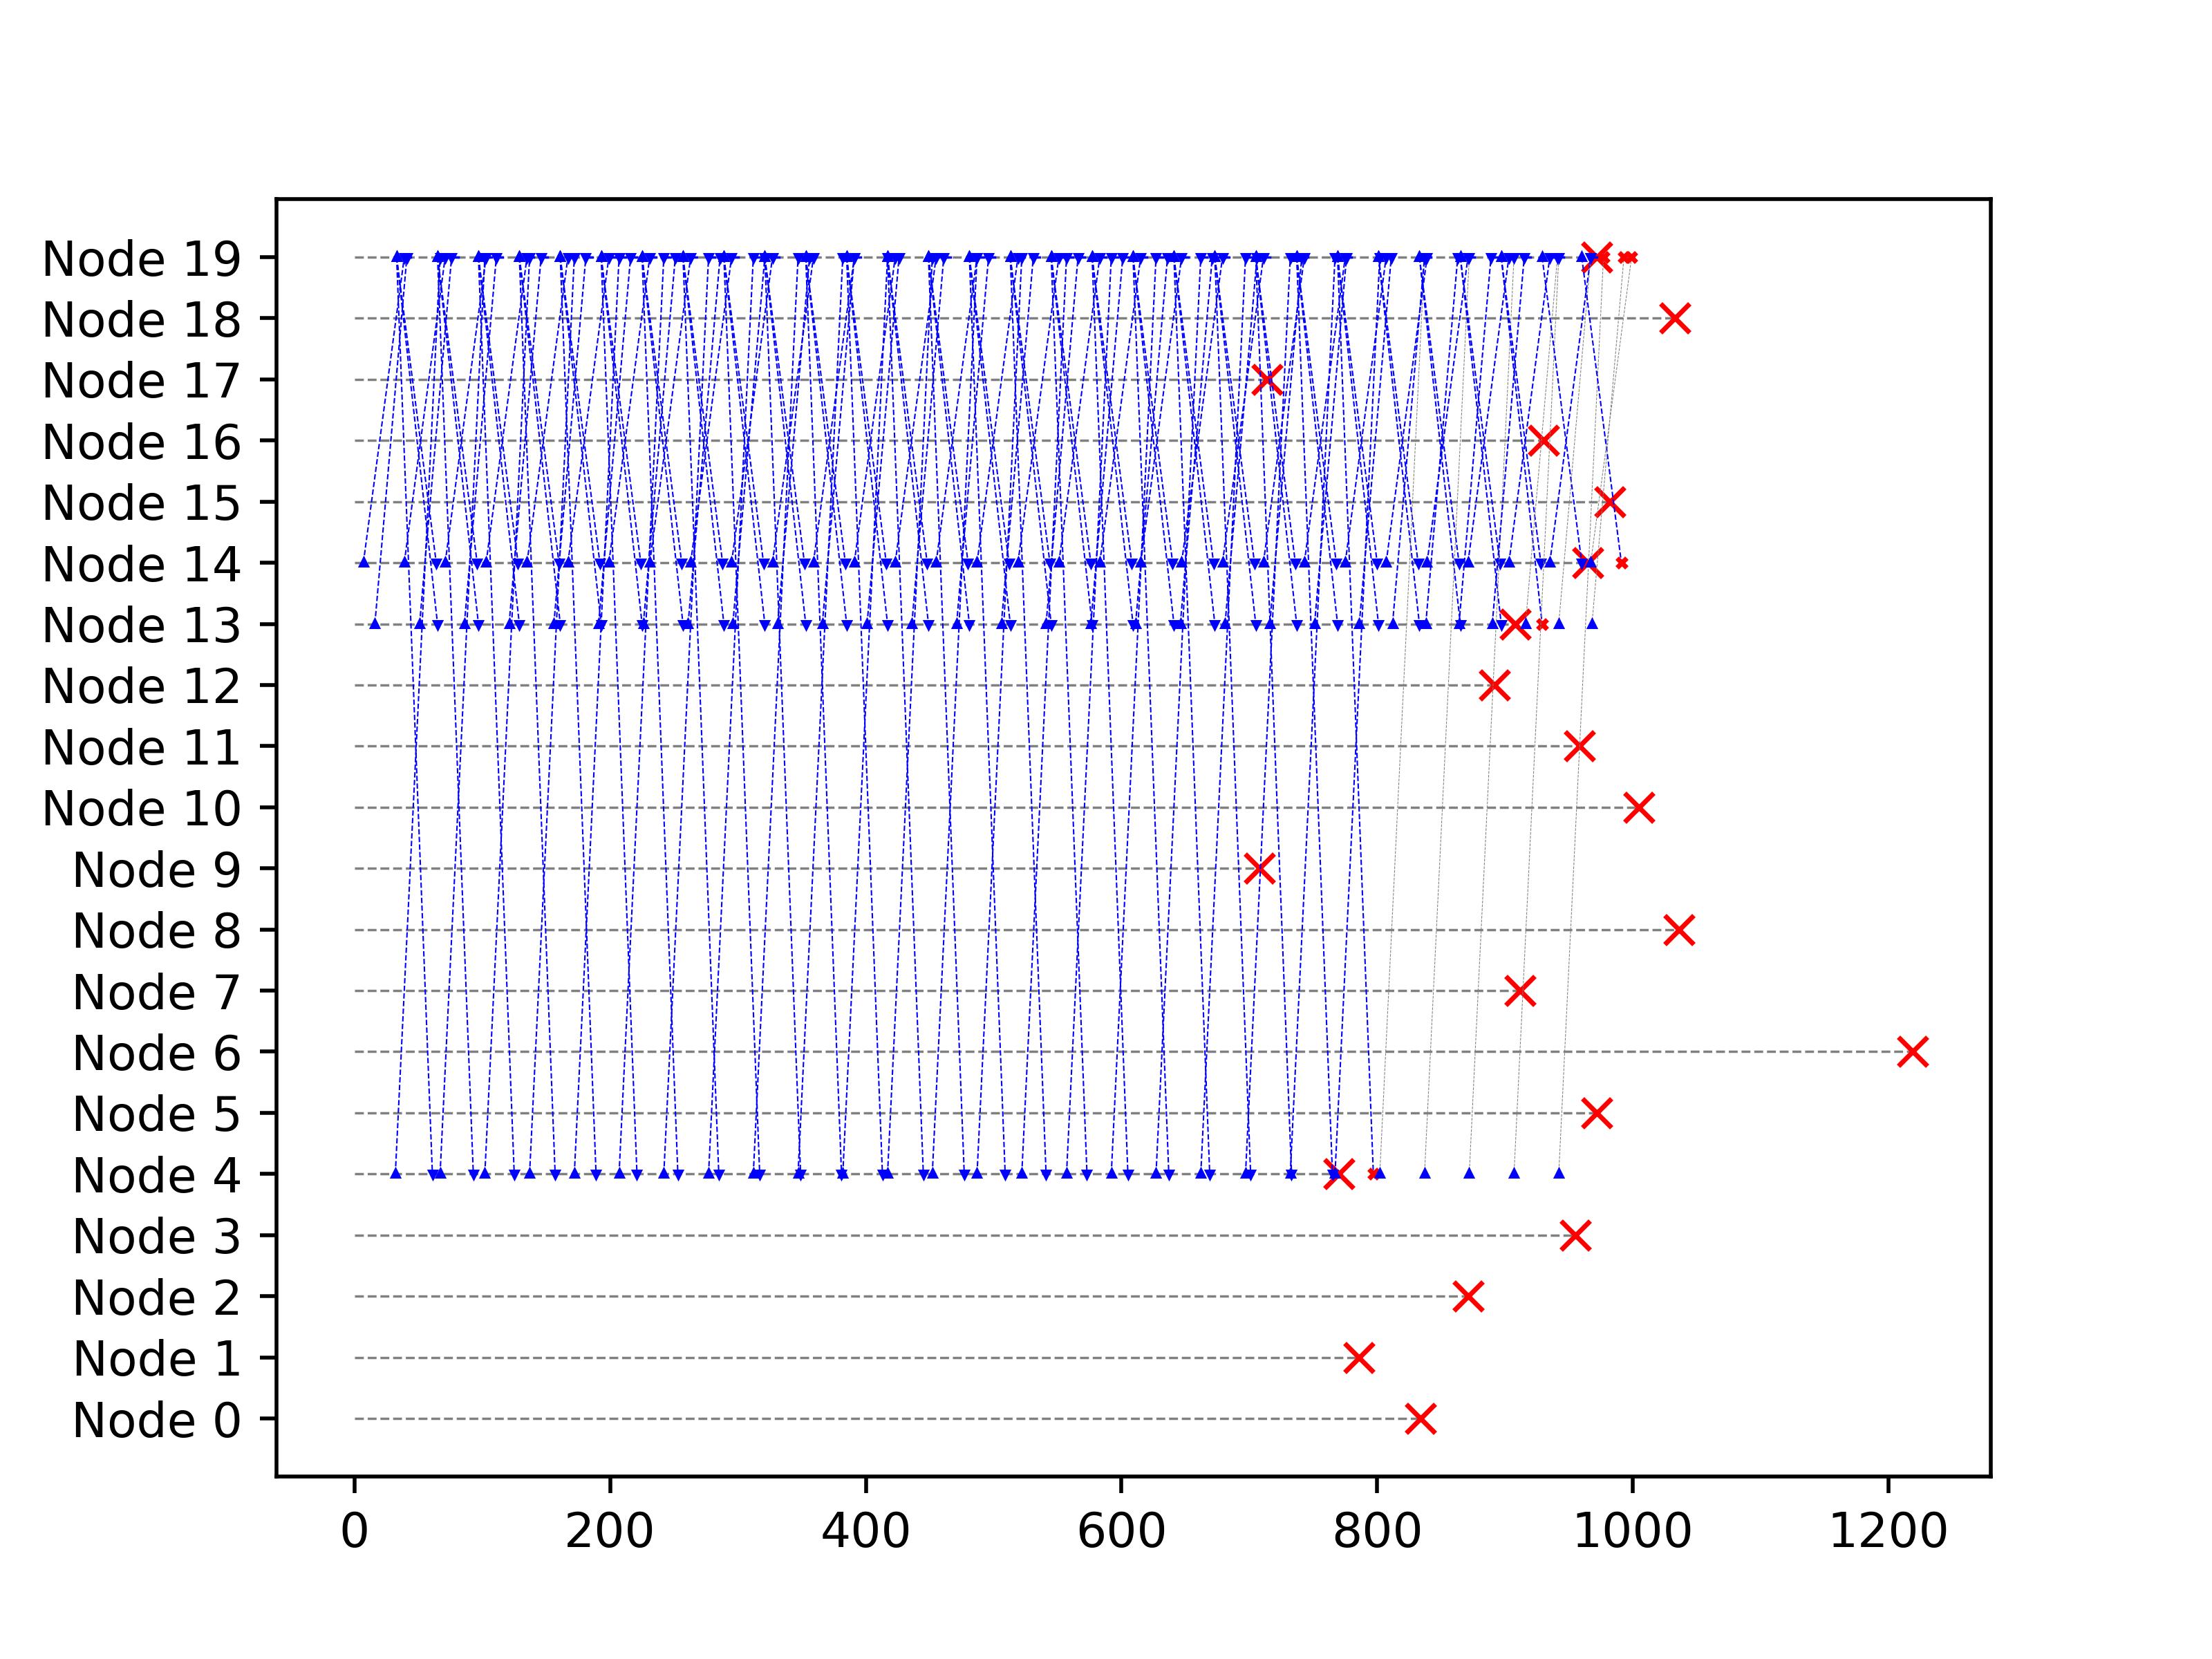 Node 19
Node 18
Node 17
Node 16
Node 15
Node 14
Node 13
Node 12
Node 11
Node 10
Node 9
Node 8
Node 7
Node 6
Node 5
Node 4
Node 3
Node 2
Node 1
Node 0
0 200 400 600 800 1000 1200